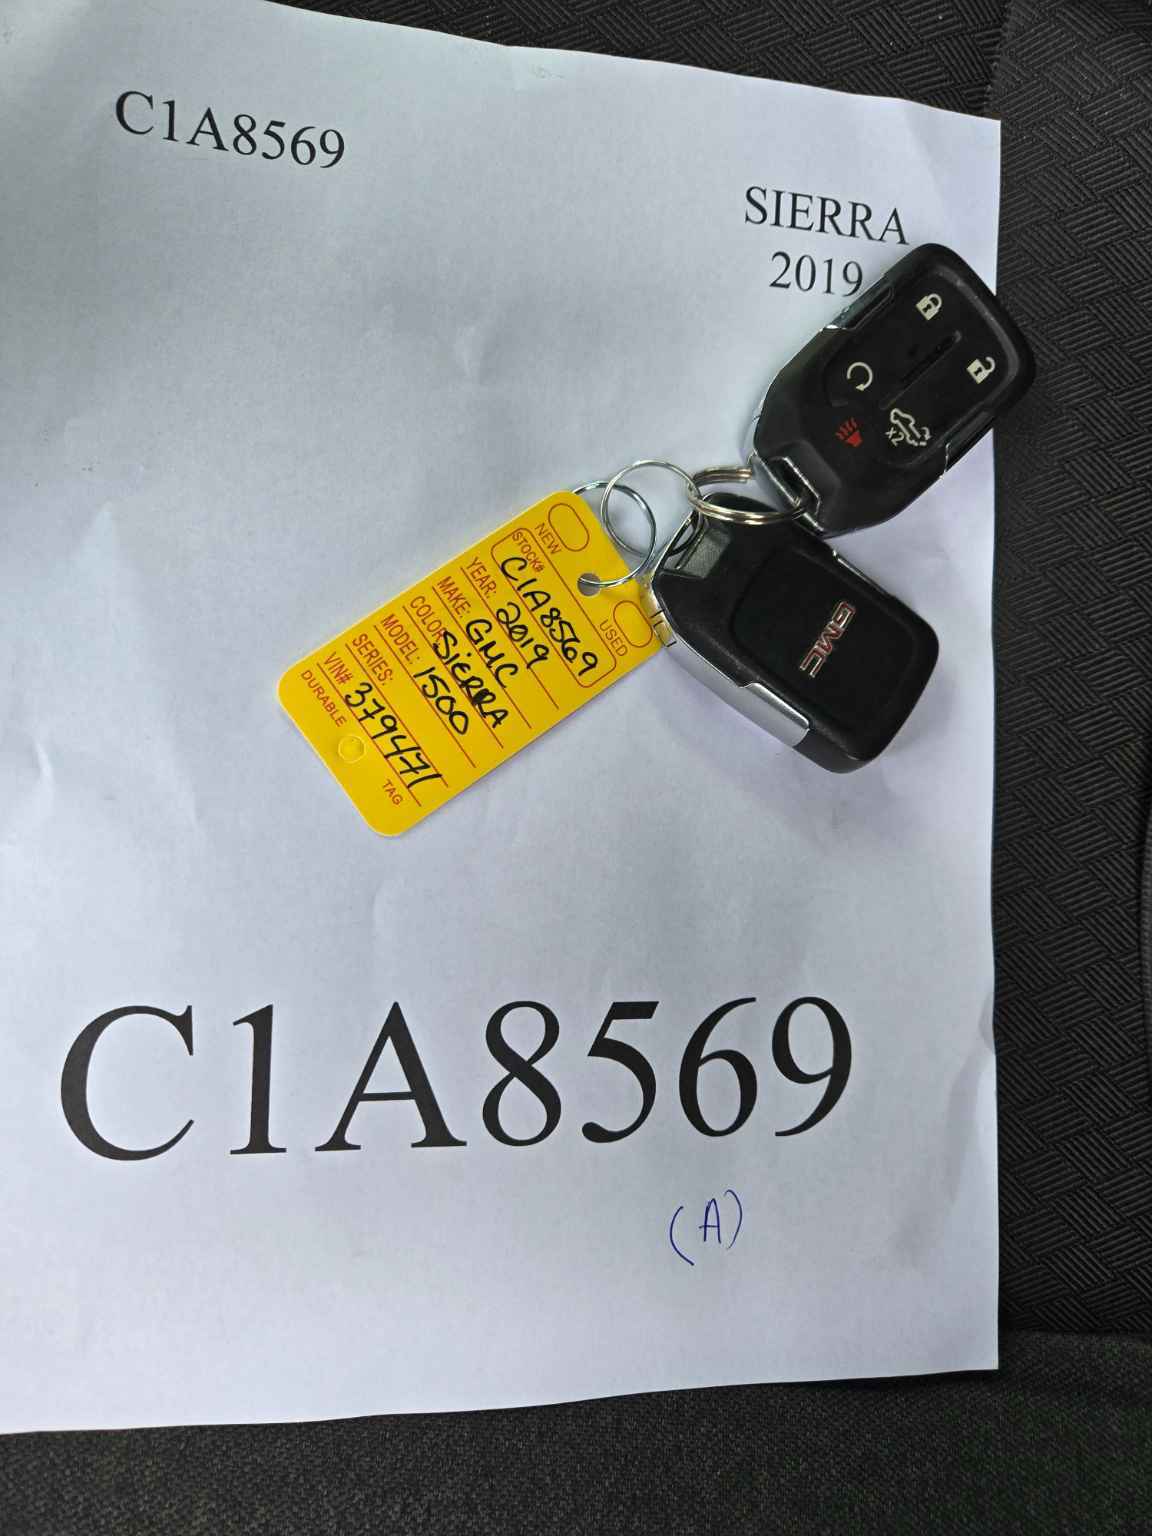 C1A8569
SIERRA
2019
x2
GMC
NEW
USED
STOCK# C1A8569
YEAR: 2019
MAKE: GMC
COLOR: SIERRA
MODEL: 1500
SERIES:
VIN# 379471
DURABLE TAG
C1A8569
(A)